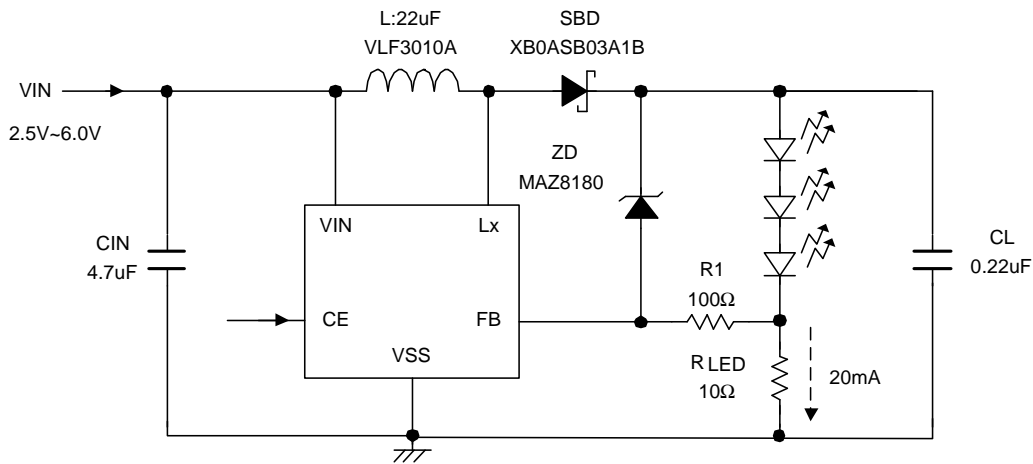 L:22uF
VLF3010A
SBD
XB0ASB03A1B
VIN
2.5V~6.0V
ZD
MAZ8180
VIN
Lx
CIN
4.7uF
CL
0.22uF
R1
100Ω
CE
FB
VSS
R LED
10Ω
20mA